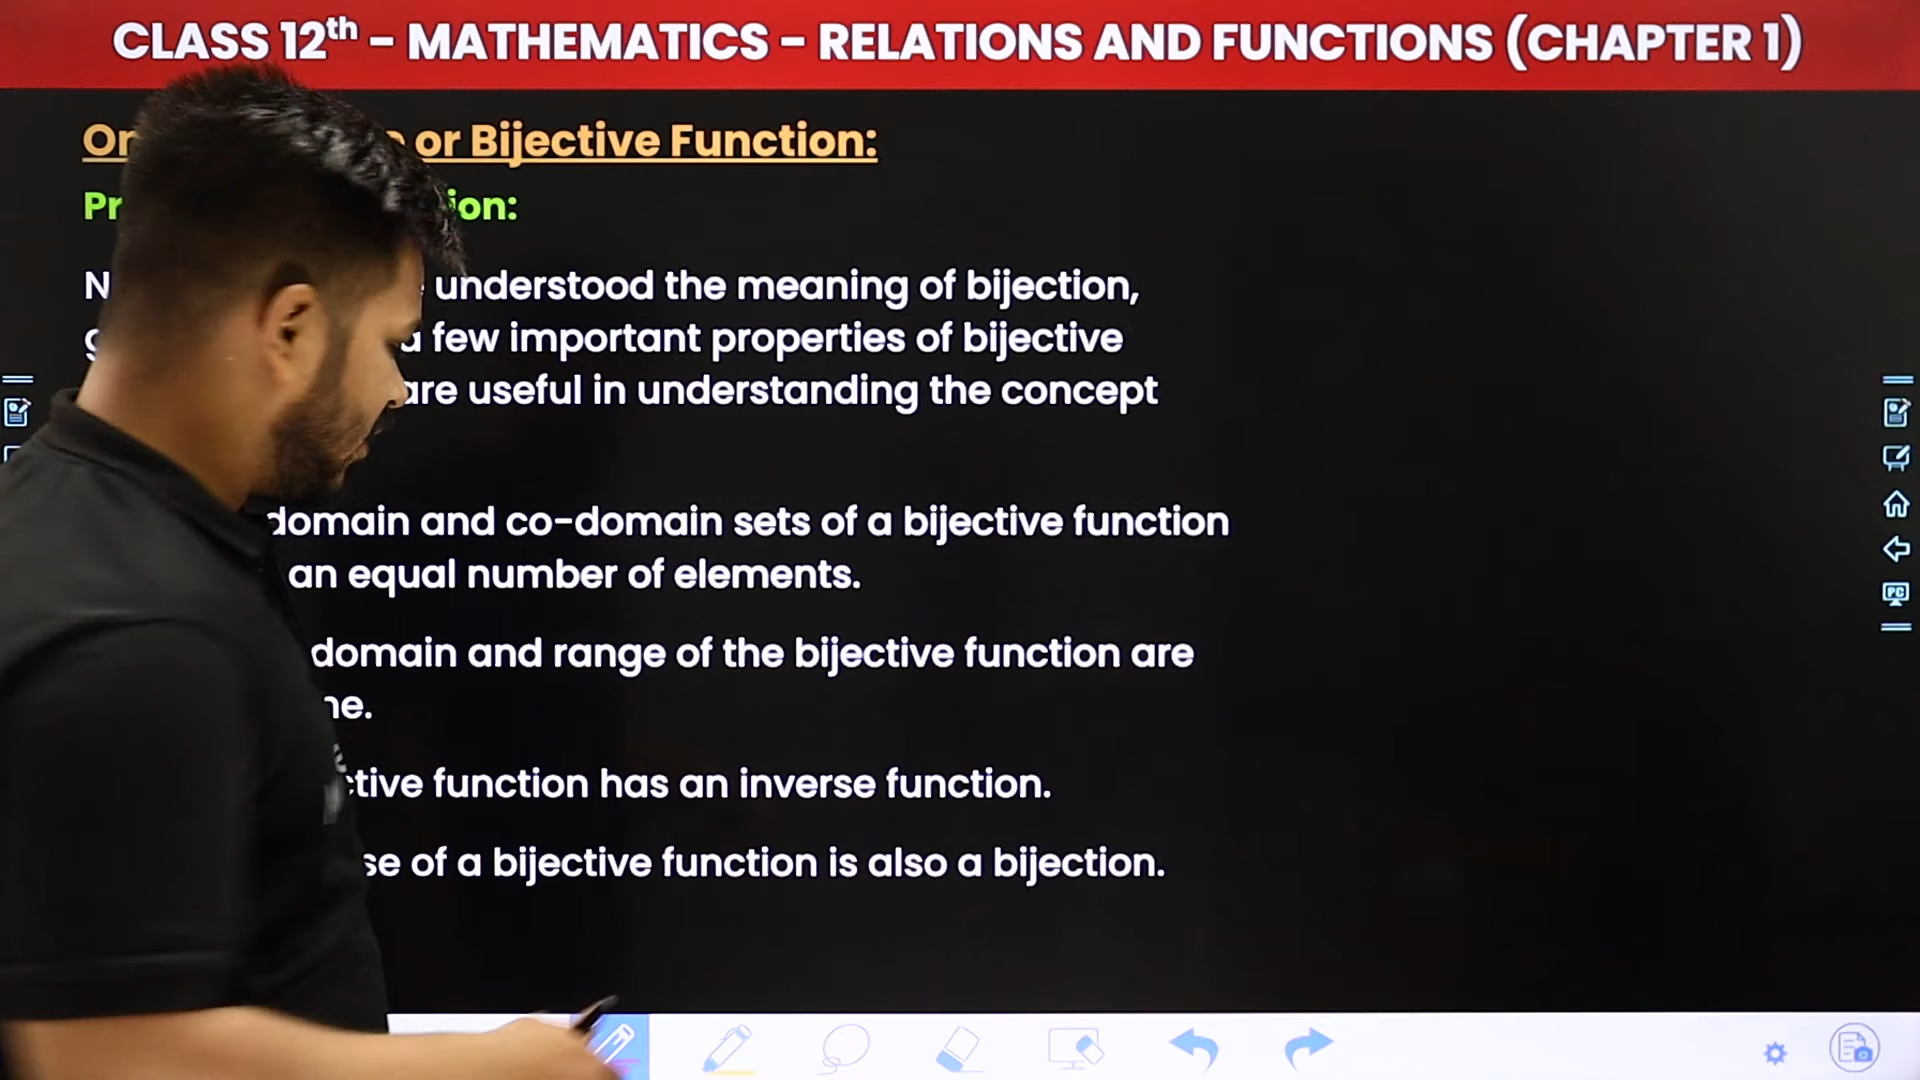 CLASS 12th - MATHEMATICS - RELATIONS AND FUNCTIONS (CHAPTER 1)
or Bijective Function:
understood the meaning of bijection,
a few important properties of bijective
are useful in understanding the concept
domain and co-domain sets of a bijective function
an equal number of elements.
domain and range of the bijective function are
function has an inverse function.
of a bijective function is also a bijection.
PC